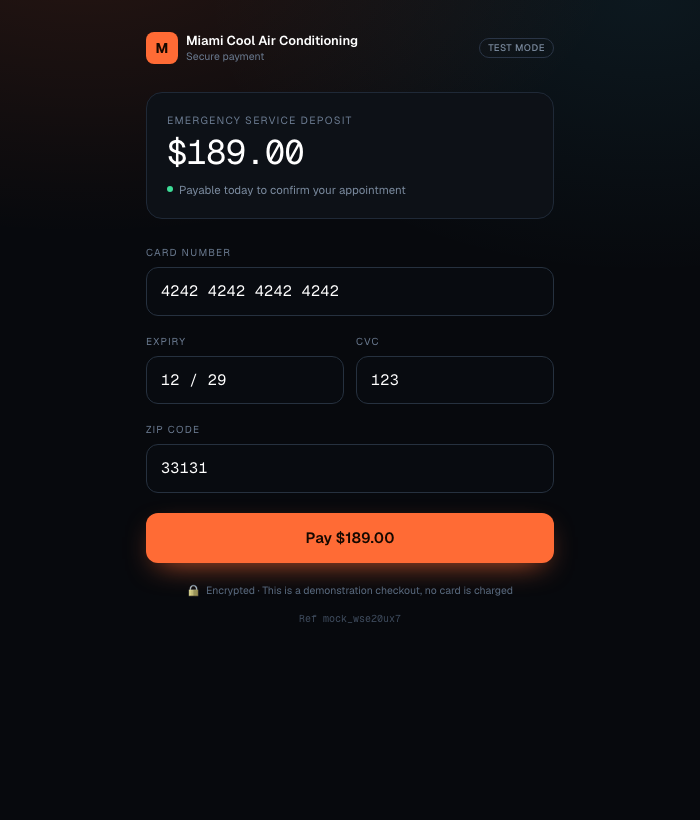 M
Miami Cool Air Conditioning
Secure payment
TEST MODE
EMERGENCY SERVICE DEPOSIT
$189.00
Payable today to confirm your appointment
CARD NUMBER
4242 4242 4242 4242
EXPIRY
CVC
12 / 29
123
ZIP CODE
33131
Pay $189.00
Encrypted · This is a demonstration checkout, no card is charged
Ref mock_wse20ux7